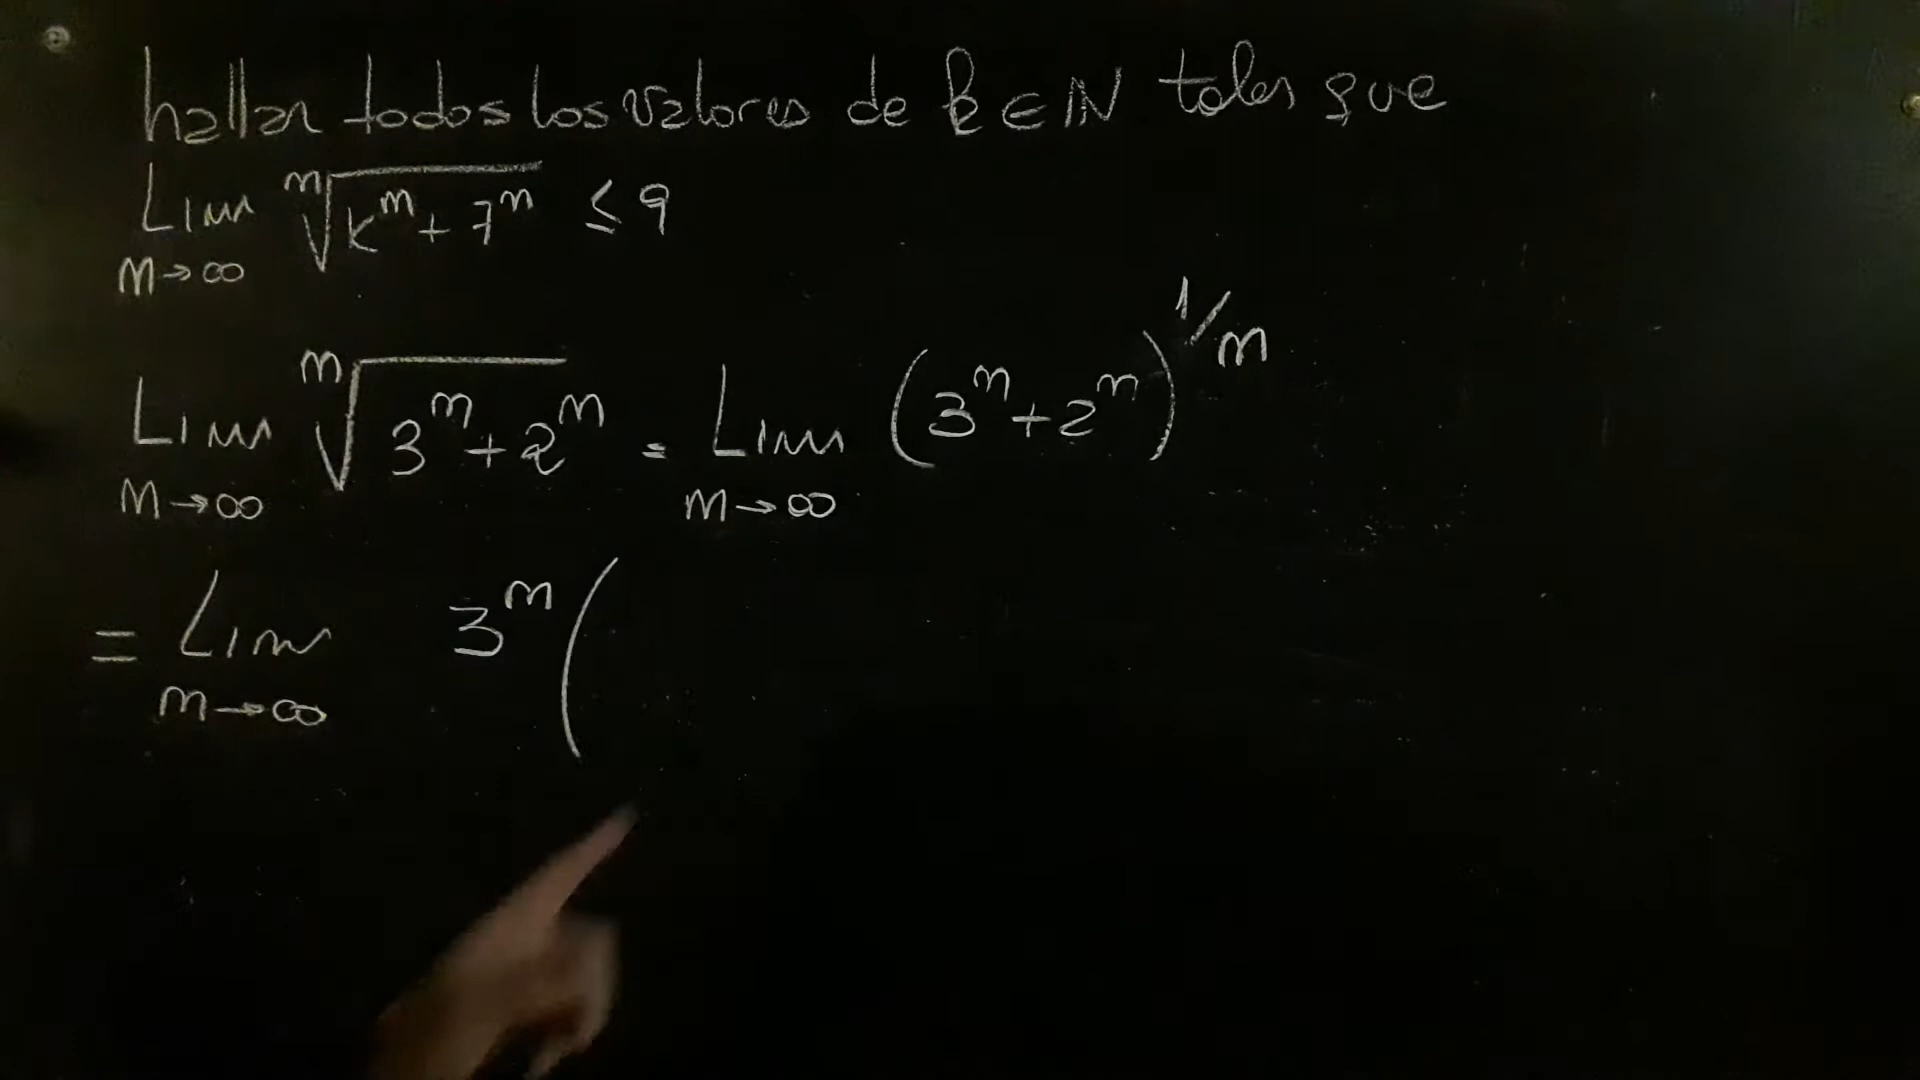 hallar todos los valores de k ∈ ℕ tales que
Lim n→∞ ⁿ√(kⁿ + 7ⁿ) ≤ 9
Lim n→∞ ⁿ√(3ⁿ + 2ⁿ) = Lim n→∞ (3ⁿ + 2ⁿ)^1/n
= Lim n→∞ 3ⁿ (